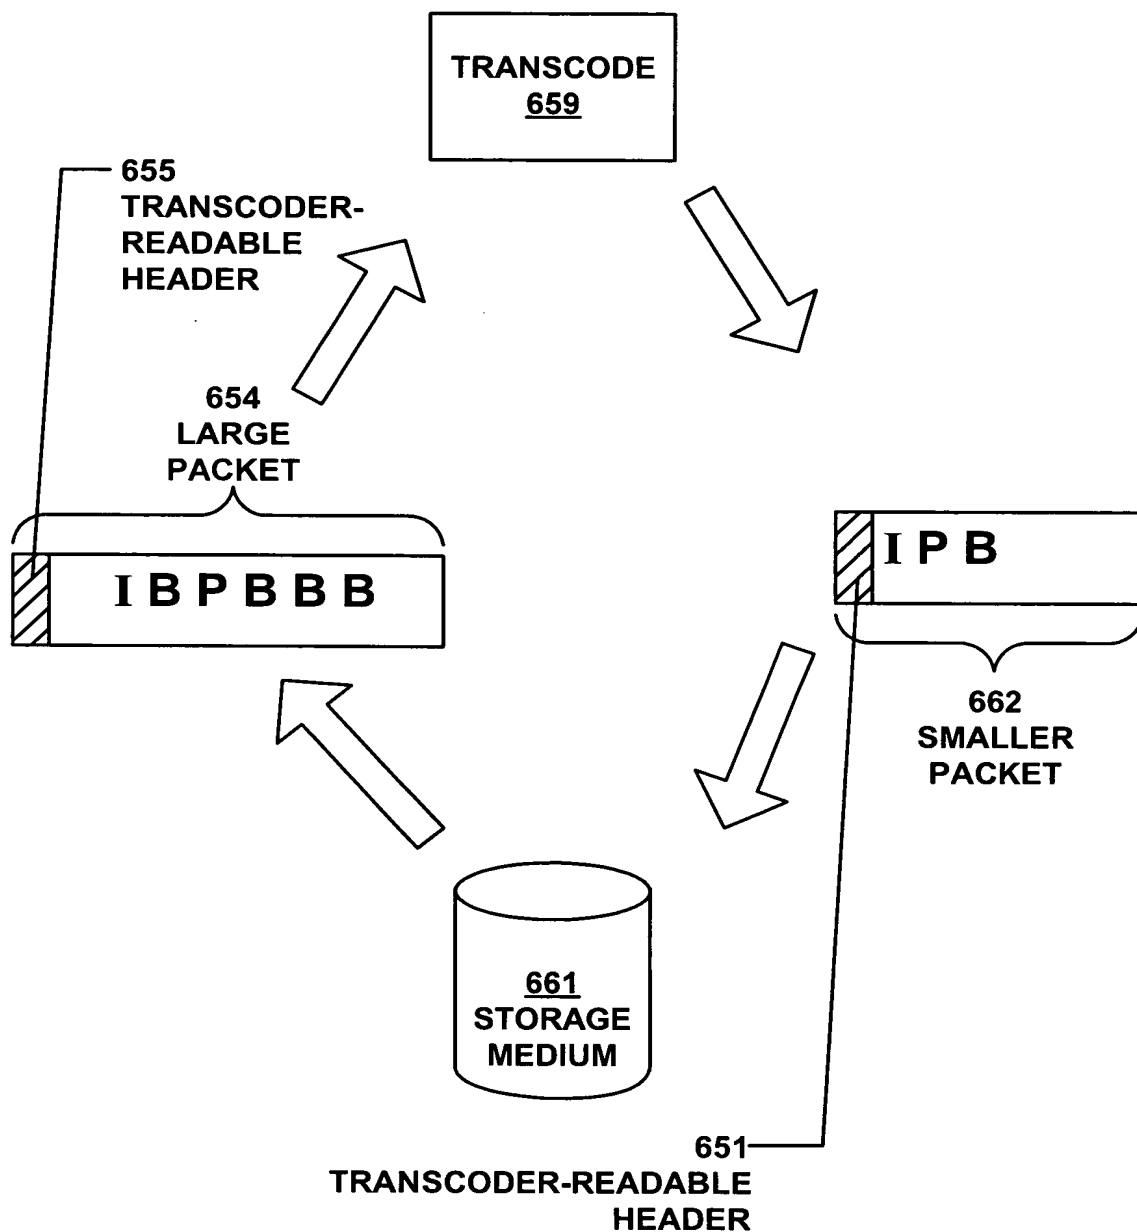 TRANSCODE
659
655
TRANSCODER-
READABLE
HEADER
654
LARGE
PACKET
I B P B B B
I P B
662
SMALLER
PACKET
661
STORAGE
MEDIUM
651
TRANSCODER-READABLE
HEADER